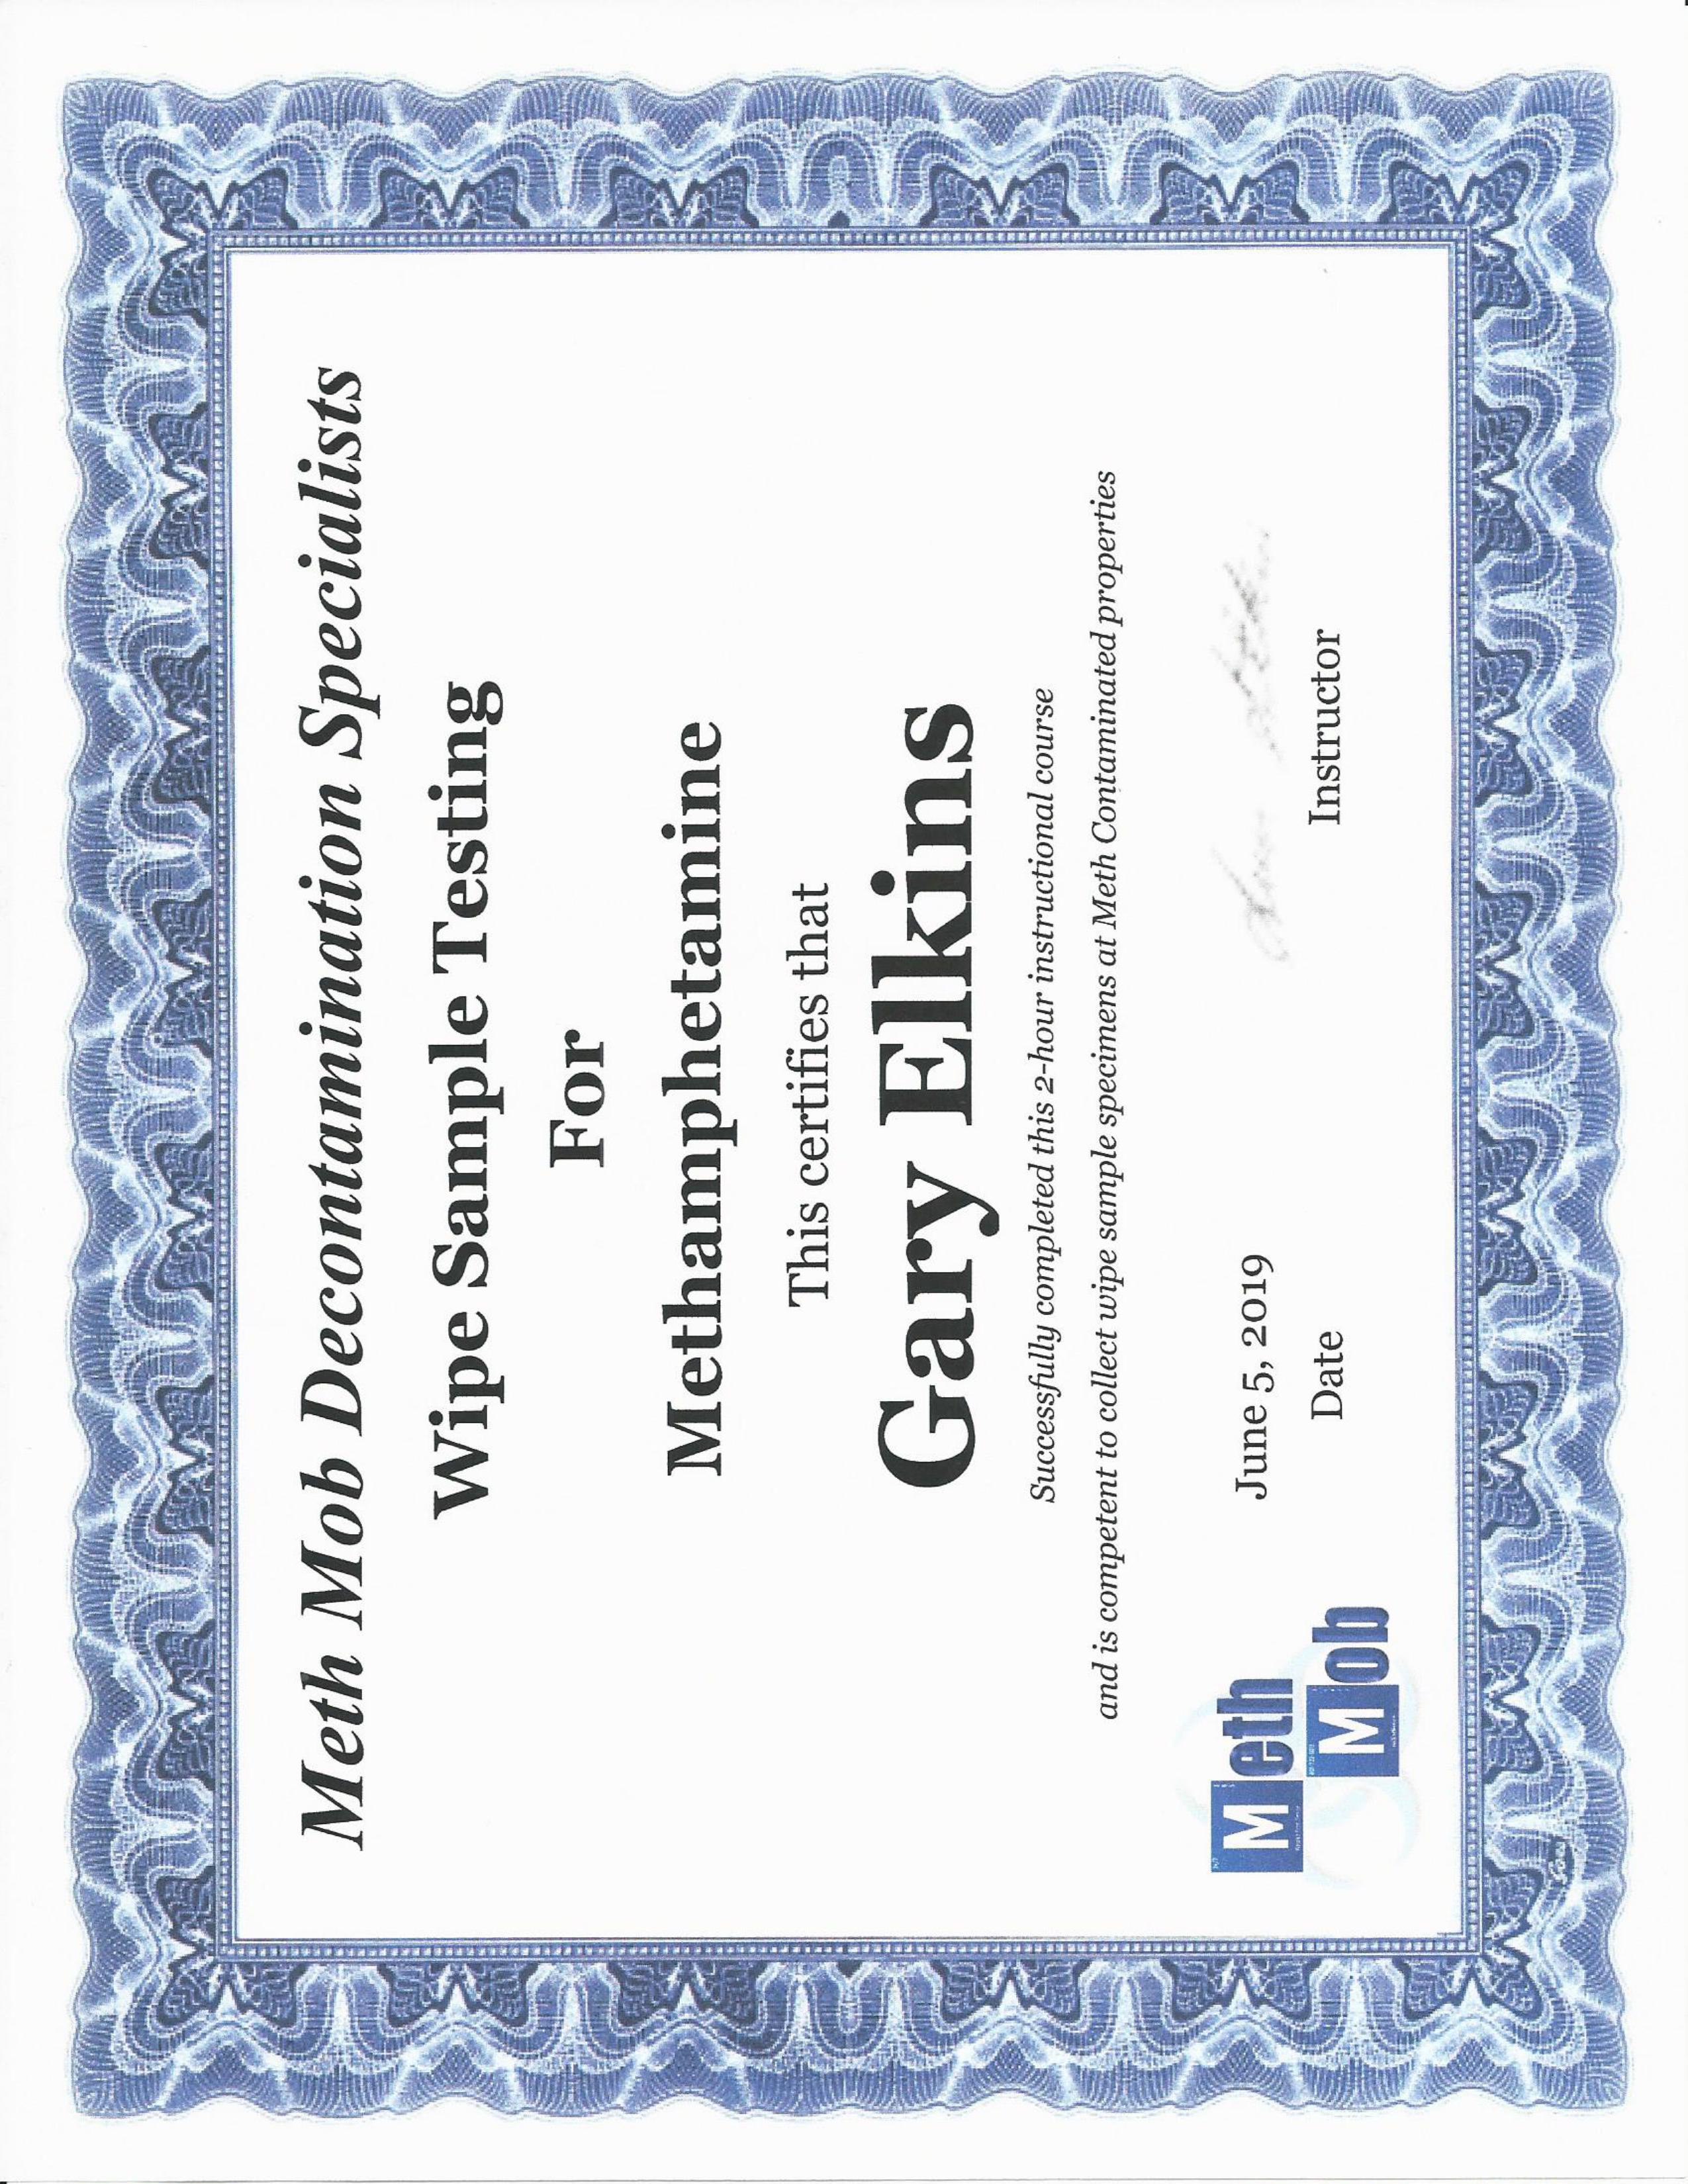 Meth Mob Decontamination Specialists
Wipe Sample Testing
For
Methamphetamine
This certifies that
Gary Elkins
Successfully completed this 2-hour instructional course
and is competent to collect wipe sample specimens at Meth Contaminated properties
Meth
Mob
June 5, 2019
Date
Instructor